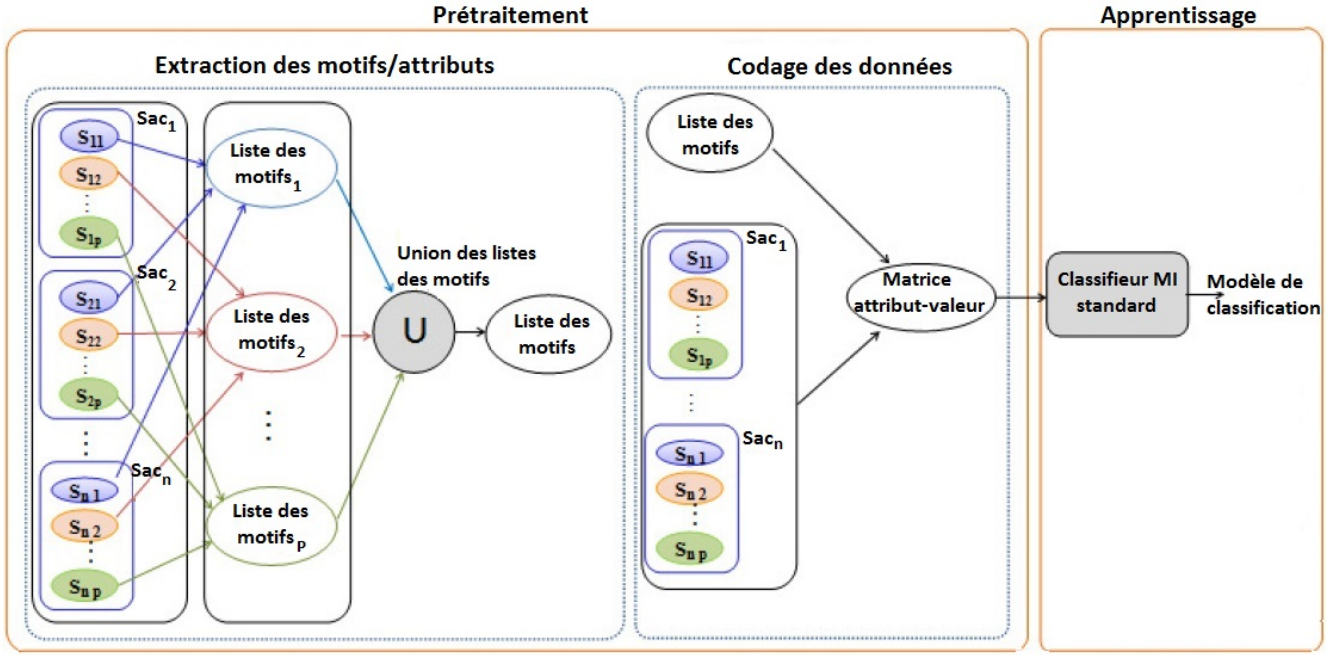 Prétraitement
Apprentissage
Extraction des motifs/attributs
Codage des données
Sac1
S11
S12
S1p
Sac2
S21
S22
S2p
Sacn
Sn1
Sn2
Snp
Liste des
motifs1
Liste des
motifs2
Liste des
motifsp
Union des listes
des motifs
U
Liste des
motifs
Liste des
motifs
Sac1
S11
S12
S1p
Sacn
Sn1
Sn2
Snp
Matrice
attribut-valeur
Classifieur MI
standard
Modèle de
classification